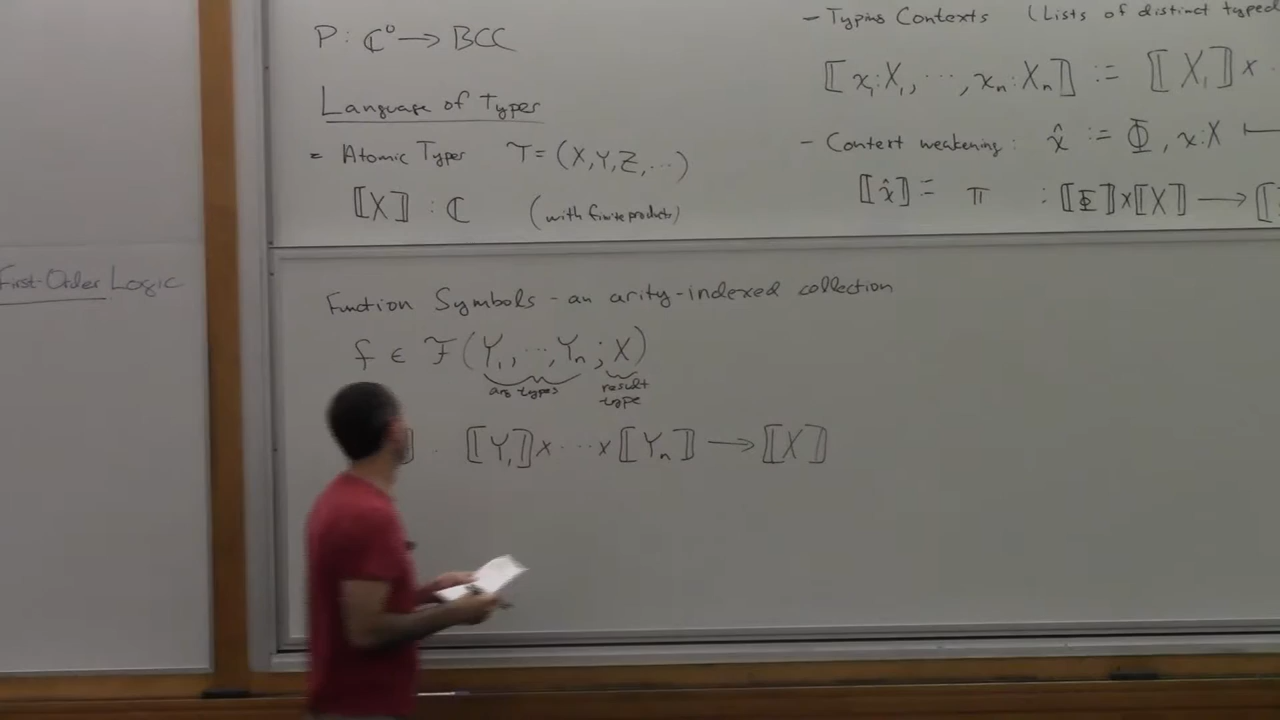 P : ℂ° → BCC
Language of Types
- Atomic Types 𝒯 = (X, Y, Z, ...)
⟦X⟧ : ℂ (with finite products)
- Typing Contexts (Lists of distinct typed
⟦x₁:X₁, ..., xₙ:Xₙ⟧ := ⟦X₁⟧ ×
- Context weakening : x̂ := Φ, x:X ⟼
⟦x̂⟧ = π : ⟦Φ⟧×⟦X⟧ → ⟦
First-Order Logic
Function Symbols - an arity-indexed collection
f ∈ ℱ(Y₁, ..., Yₙ ; X)
arg types result type
⟧ : ⟦Y₁⟧ × ... × ⟦Yₙ⟧ → ⟦X⟧